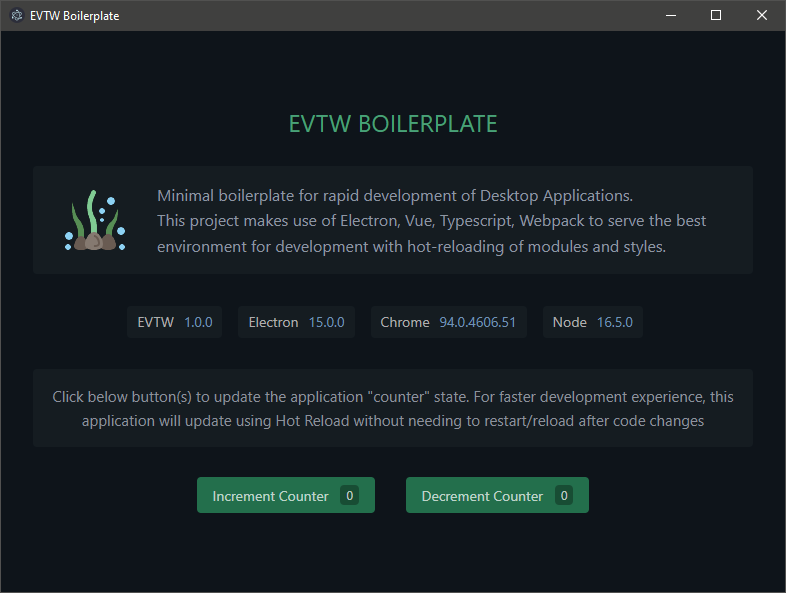 EVTW Boilerplate
EVTW BOILERPLATE
Minimal boilerplate for rapid development of Desktop Applications.
This project makes use of Electron, Vue, Typescript, Webpack to serve the best
environment for development with hot-reloading of modules and styles.
EVTW 1.0.0 Electron 15.0.0 Chrome 94.0.4606.51 Node 16.5.0
Click below button(s) to update the application "counter" state. For faster development experience, this
application will update using Hot Reload without needing to restart/reload after code changes
Increment Counter 0 Decrement Counter 0